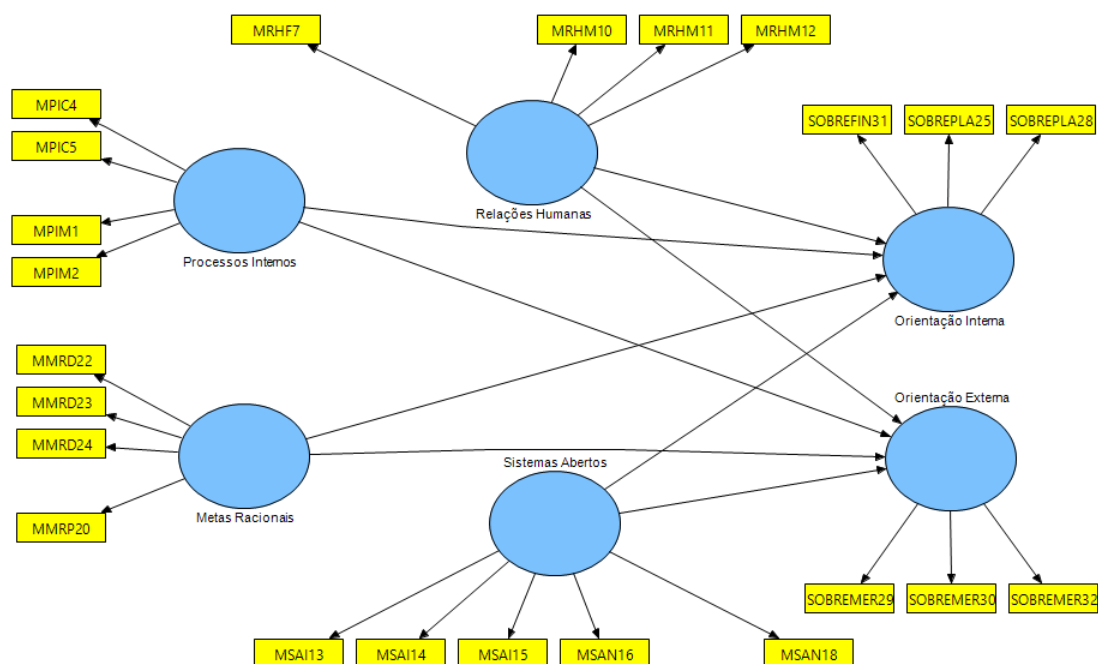 MRHF7
MRHM10
MRHM11
MRHM12
MPIC4
MPIC5
MPIM1
MPIM2
Processos Internos
Relações Humanas
SOBREFIN31
SOBREPLA25
SOBREPLA28
Orientação Interna
MMRD22
MMRD23
MMRD24
MMRP20
Metas Racionais
Sistemas Abertos
Orientação Externa
SOBREMER29
SOBREMER30
SOBREMER32
MSAI13
MSAI14
MSAI15
MSAN16
MSAN18